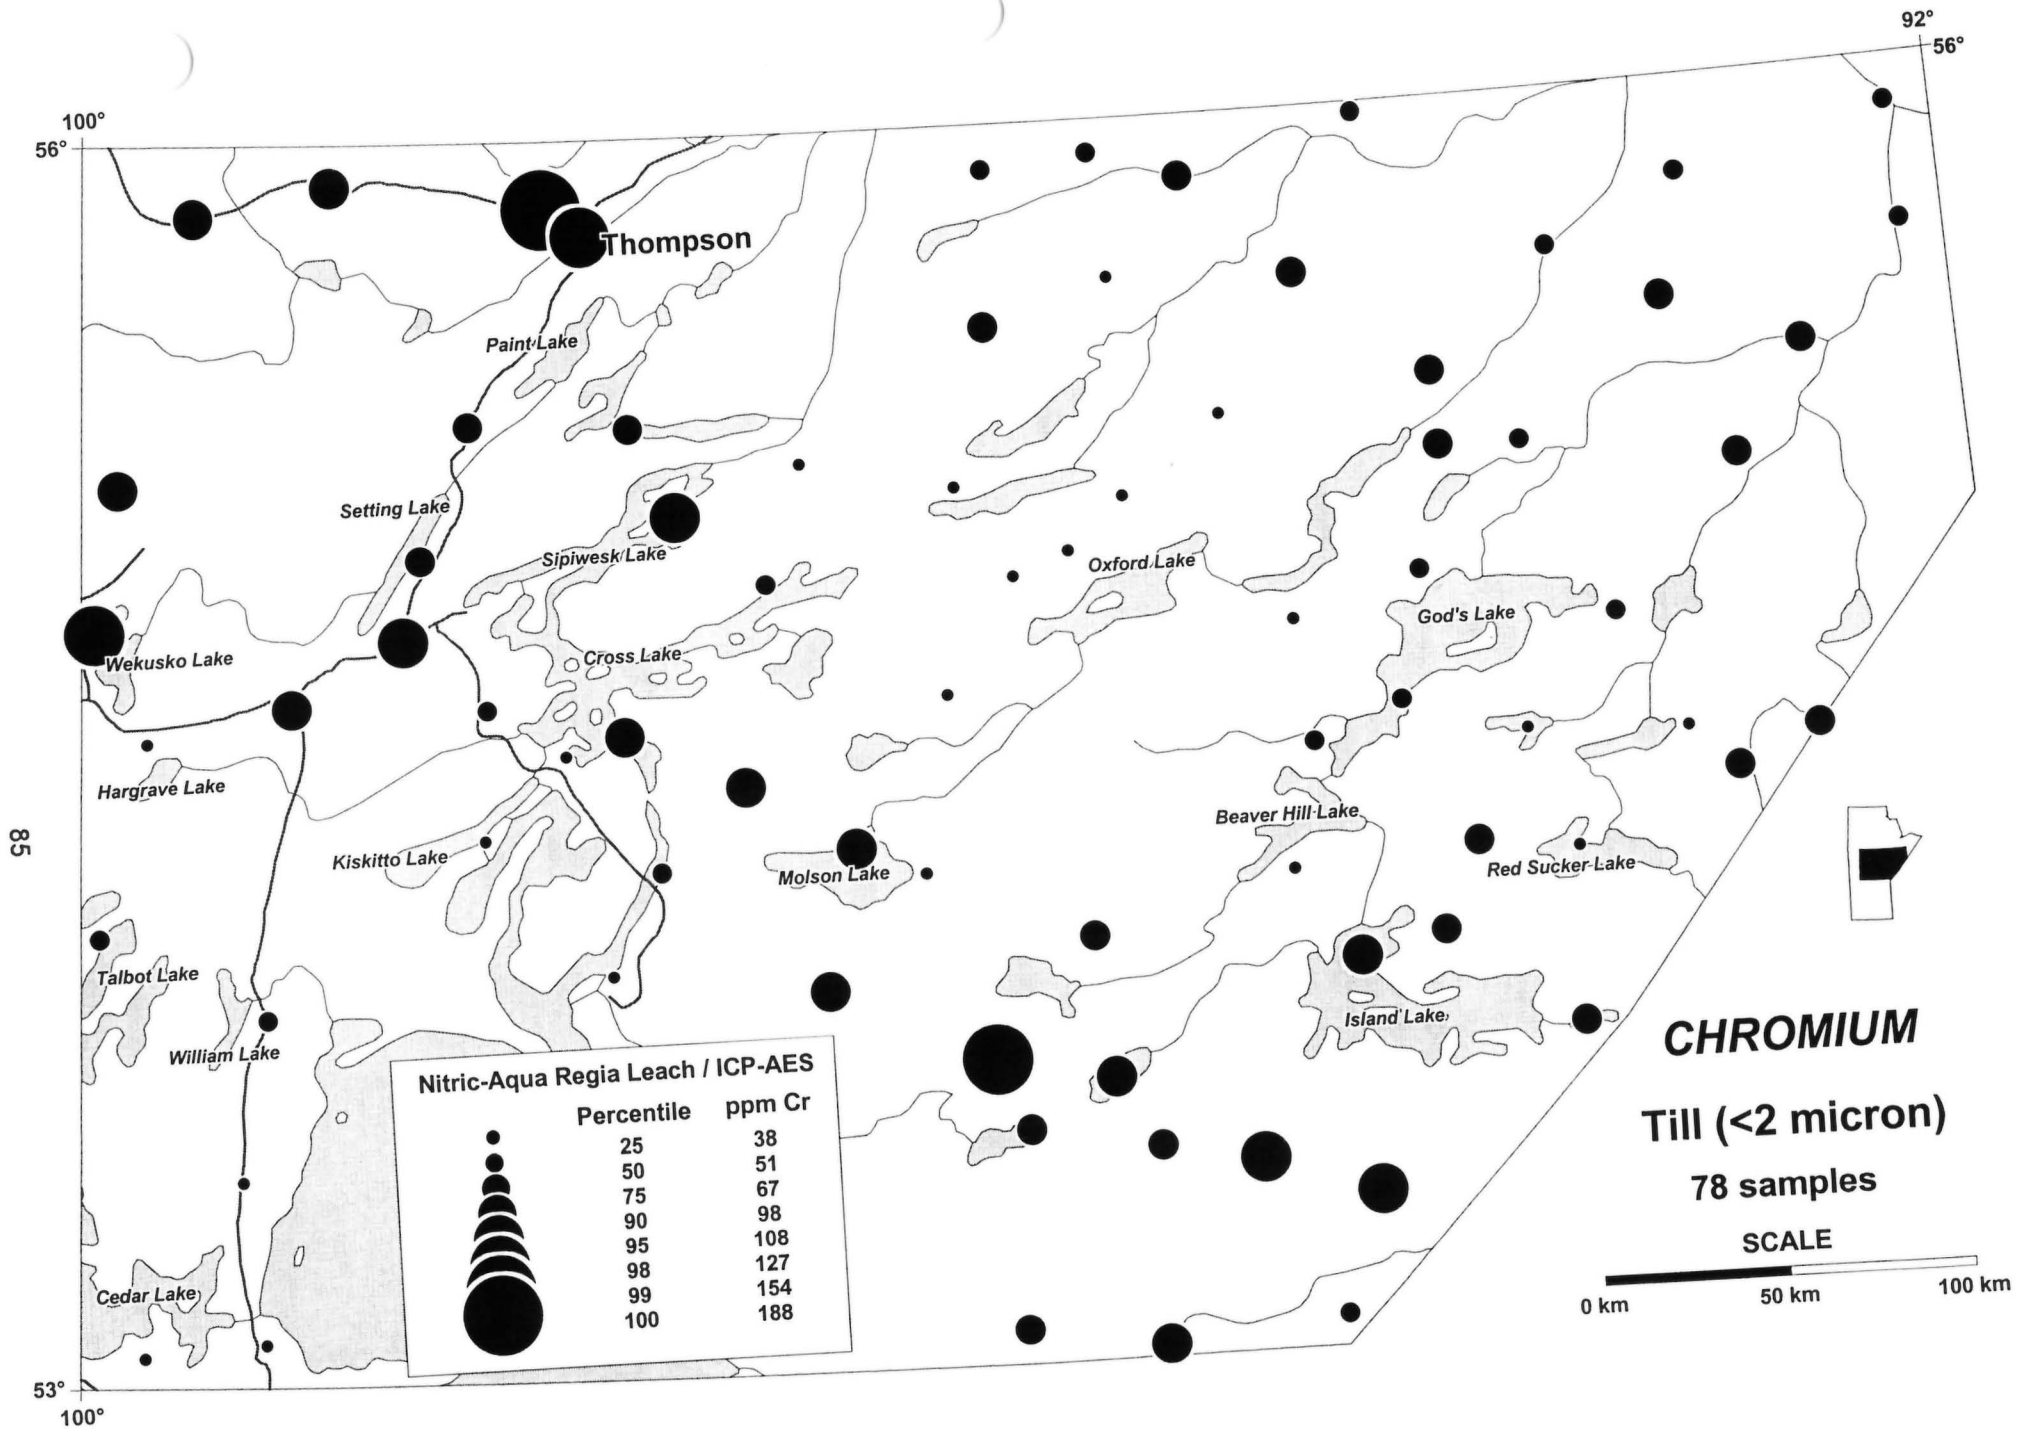 92°
56°
100°
56°
Thompson
Paint Lake
Setting Lake
Sipiwesk Lake
Oxford Lake
God's Lake
Wekusko Lake
Cross Lake
Hargrave Lake
Beaver Hill Lake
85
Kiskitto Lake
Molson Lake
Red Sucker Lake
Talbot Lake
Island Lake
William Lake
Cedar Lake
Nitric-Aqua Regia Leach / ICP-AES
Percentile ppm Cr
25 38
50 51
75 67
90 98
95 108
98 127
99 154
100 188
CHROMIUM
Till (<2 micron)
78 samples
SCALE
0 km 50 km 100 km
53°
100°